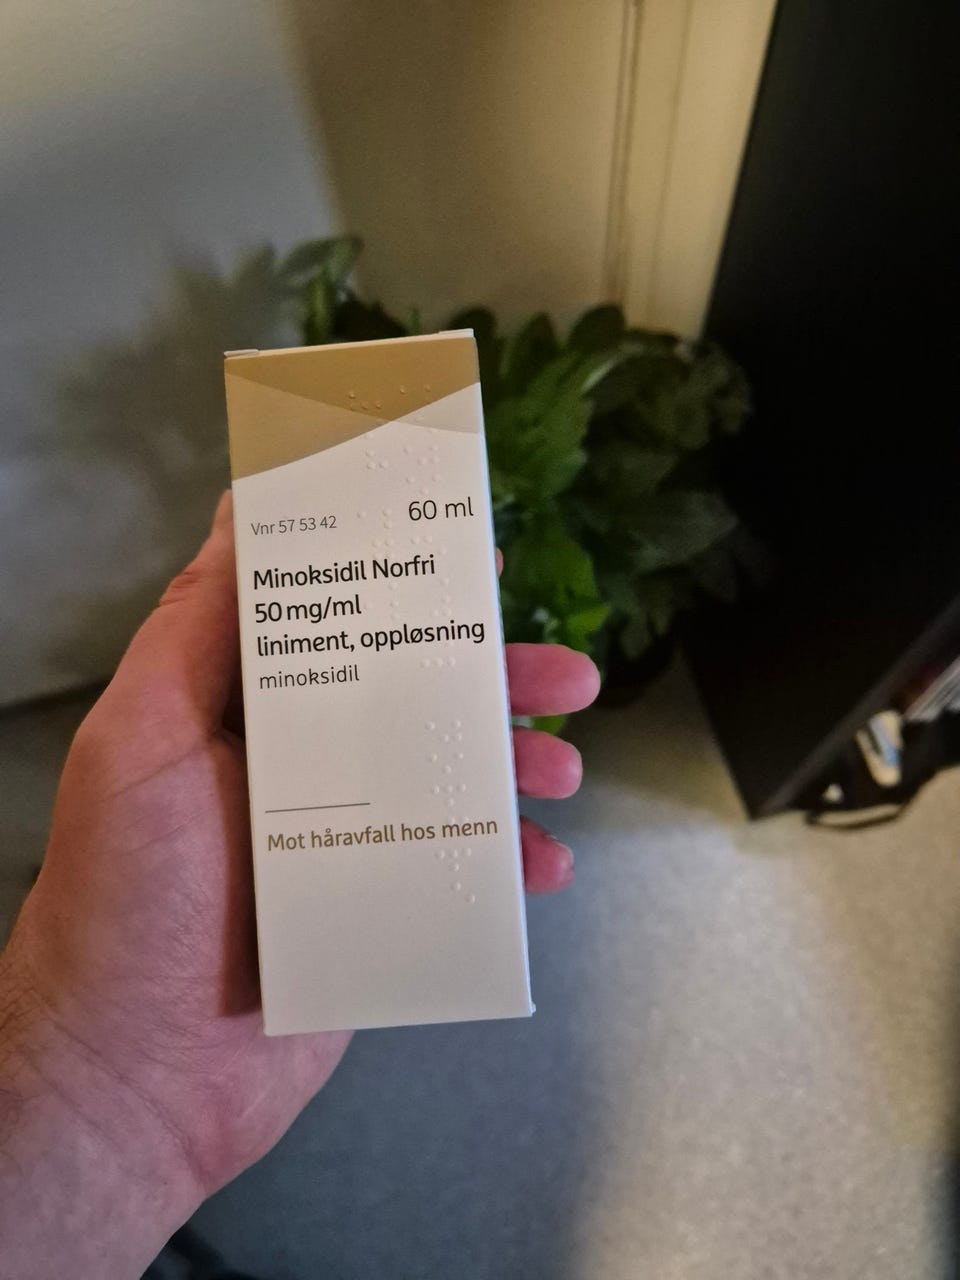 Vnr 57 53 42
60 ml
Minoksidil Norfri
50 mg/ml
liniment, oppløsning
minoksidil
Mot håravfall hos menn